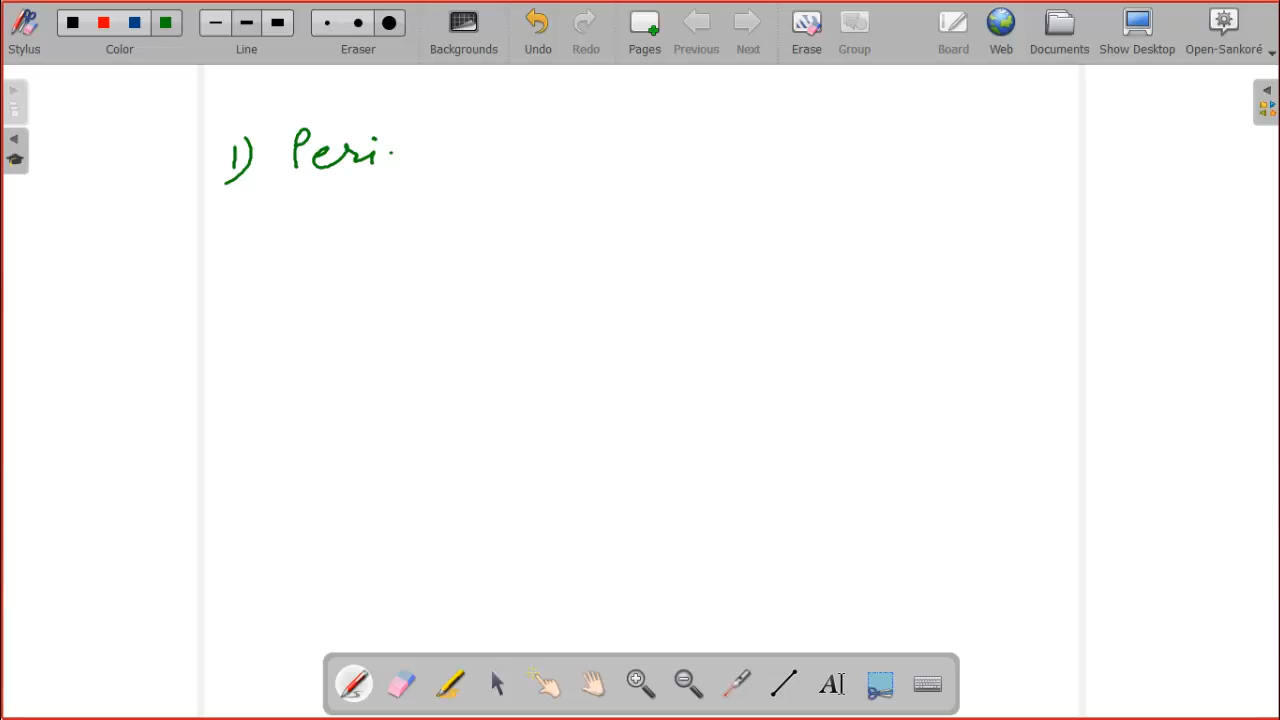 Stylus Color Line Eraser Backgrounds Undo Redo Pages Previous Next Erase Group Board Web Documents Show Desktop Open-Sankoré
1) Peri